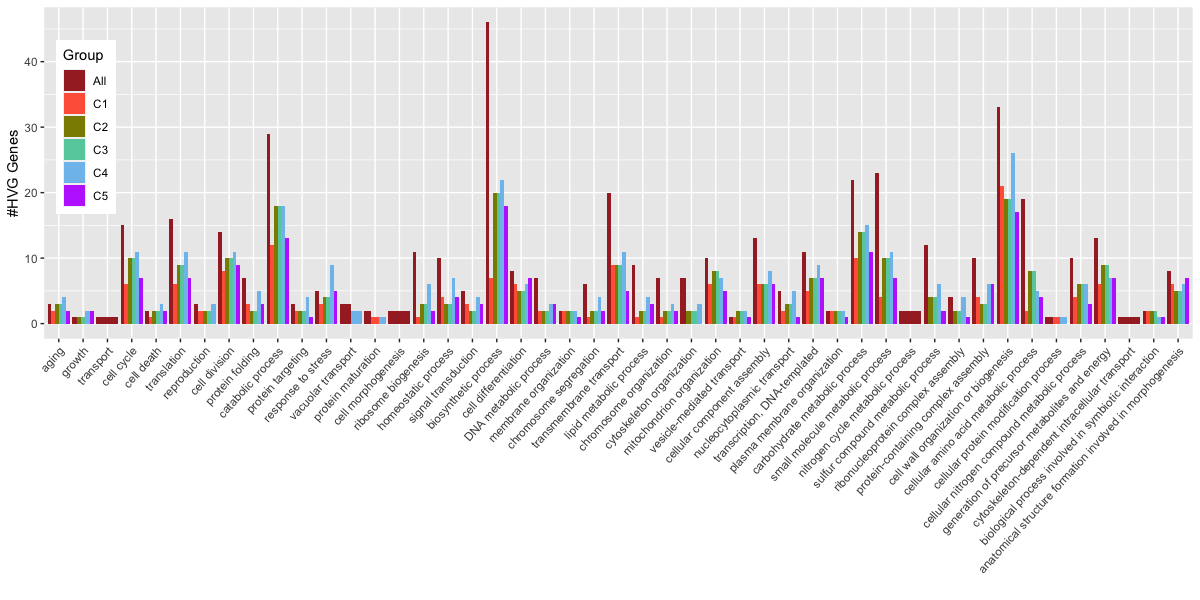 #HVG Genes
40
30
20
10
0
Group
All
C1
C2
C3
C4
C5
aging
growth
transport
cell cycle
cell death
translation
reproduction
cell division
protein folding
catabolic process
protein targeting
response to stress
vacuolar transport
protein maturation
cell morphogenesis
ribosome biogenesis
homeostatic process
signal transduction
biosynthetic process
cell differentiation
DNA metabolic process
membrane organization
chromosome segregation
transmembrane transport
lipid metabolic process
chromosome organization
cytoskeleton organization
mitochondrion organization
vesicle-mediated transport
cellular component assembly
nucleocytoplasmic transport
transcription, DNA-templated
plasma membrane organization
carbohydrate metabolic process
small molecule metabolic process
nitrogen cycle metabolic process
sulfur compound metabolic process
ribonucleoprotein complex assembly
protein-containing complex assembly
cell wall organization or biogenesis
cellular amino acid metabolic process
cellular protein modification process
cellular nitrogen compound metabolic process
generation of precursor metabolites and energy
cytoskeleton-dependent intracellular transport
biological process involved in symbiotic interaction
anatomical structure formation involved in morphogenesis